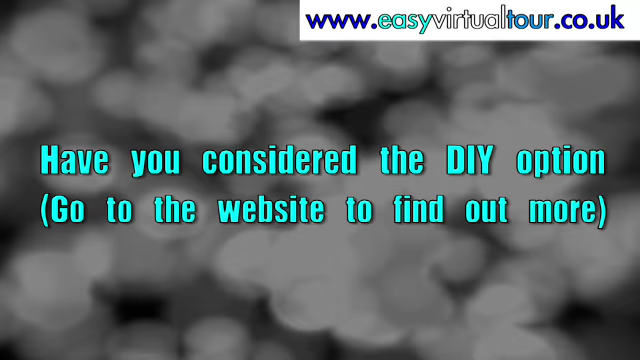 www.easyvirtualtour.co.uk
Have you considered the DIY option
(Go to the website to find out more)